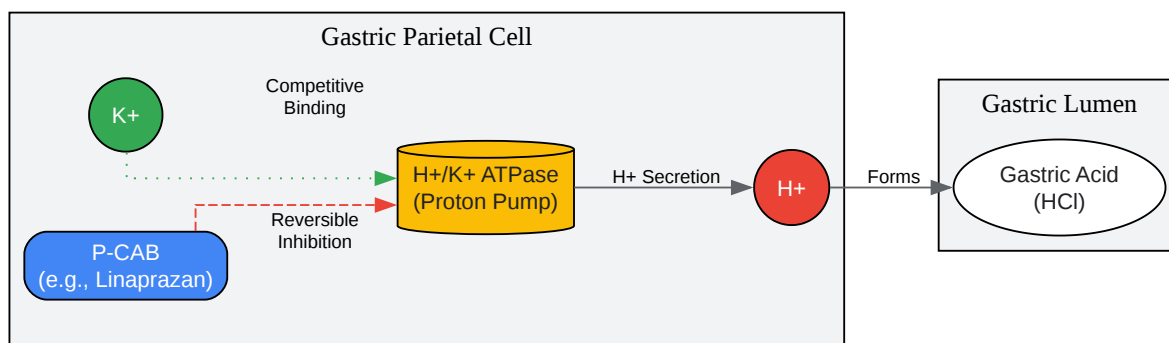 Gastric Parietal Cell
Competitive
Binding
K+
Gastric Lumen
H+/K+ ATPase
(Proton Pump)
H+ Secretion
H+
Forms
Gastric Acid
(HCl)
Reversible
Inhibition
P-CAB
(e.g., Linaprazan)